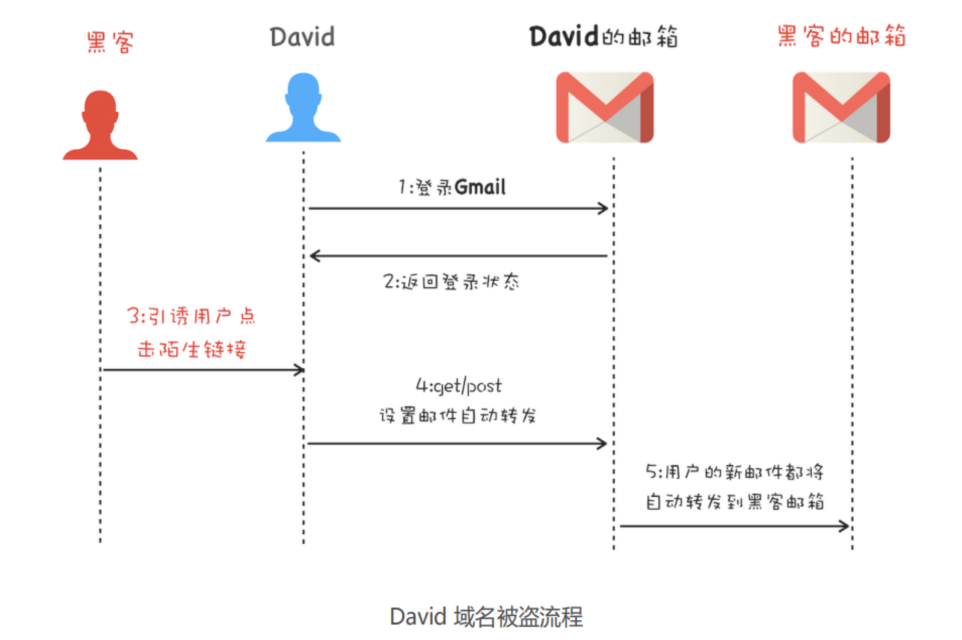 黑客
David
David的邮箱
黑客的邮箱
1:登录Gmail
2:返回登录状态
3:引诱用户点
击陌生链接
4:get/post
设置邮件自动转发
5:用户的新邮件都将
自动转发到黑客邮箱
David 域名被盗流程